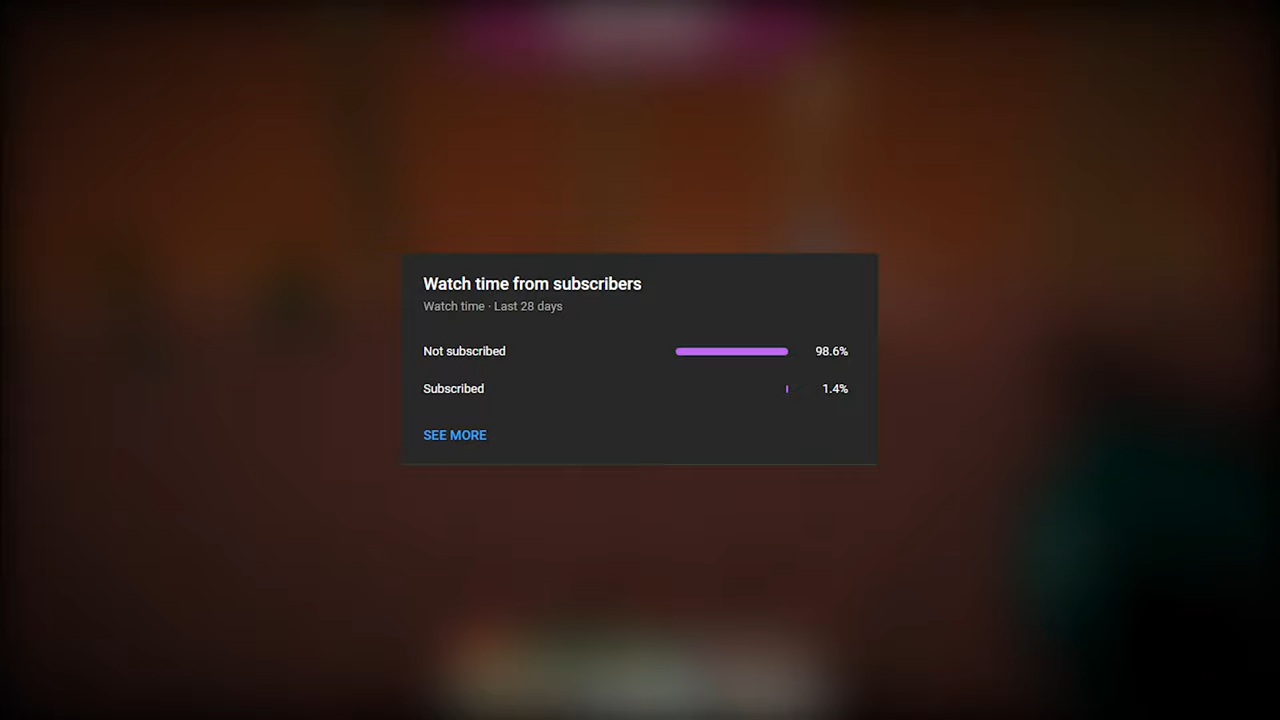 Watch time from subscribers
Watch time · Last 28 days
Not subscribed 98.6%
Subscribed 1.4%
SEE MORE